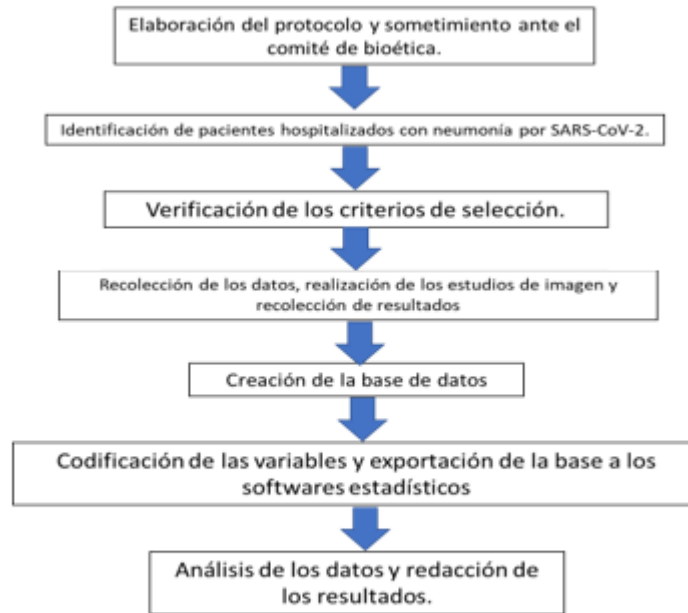 Elaboración del protocolo y sometimiento ante el
comité de bioética.
Identificación de pacientes hospitalizados con neumonía por SARS-CoV-2.
Verificación de los criterios de selección.
Recolección de los datos, realización de los estudios de imagen y
recolección de resultados
Creación de la base de datos
Codificación de las variables y exportación de la base a los
softwares estadísticos
Análisis de los datos y redacción de
los resultados.